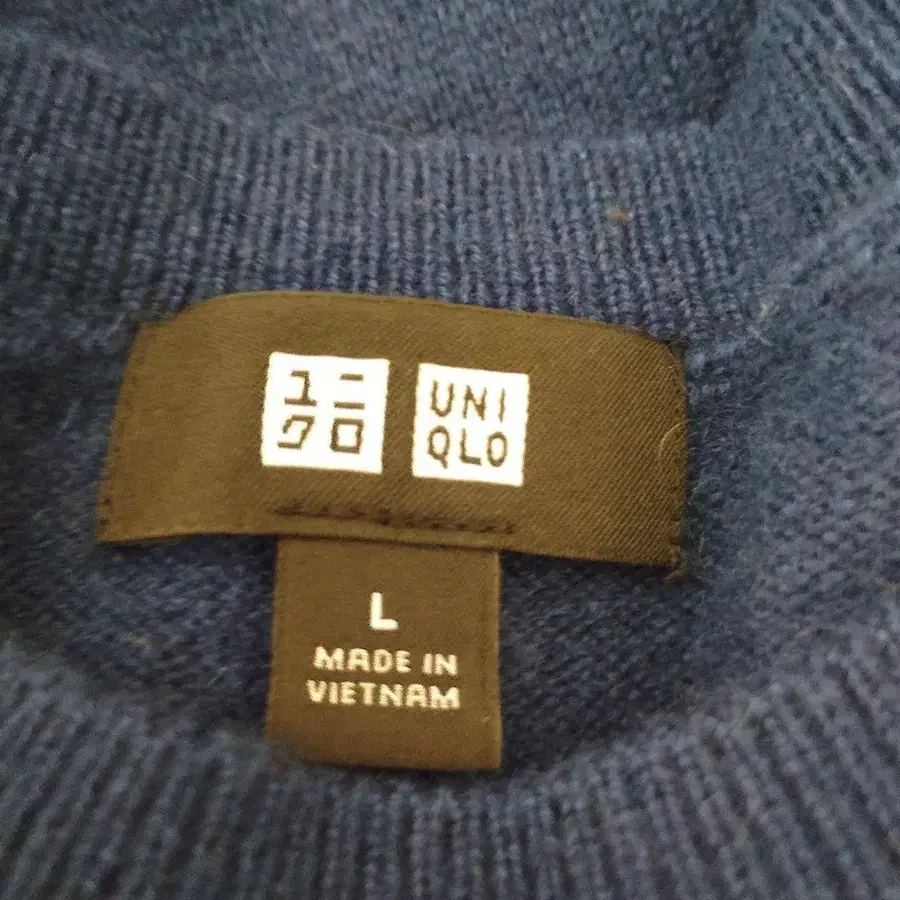 ユニ UNI
クロ QLO
L
MADE IN
VIETNAM